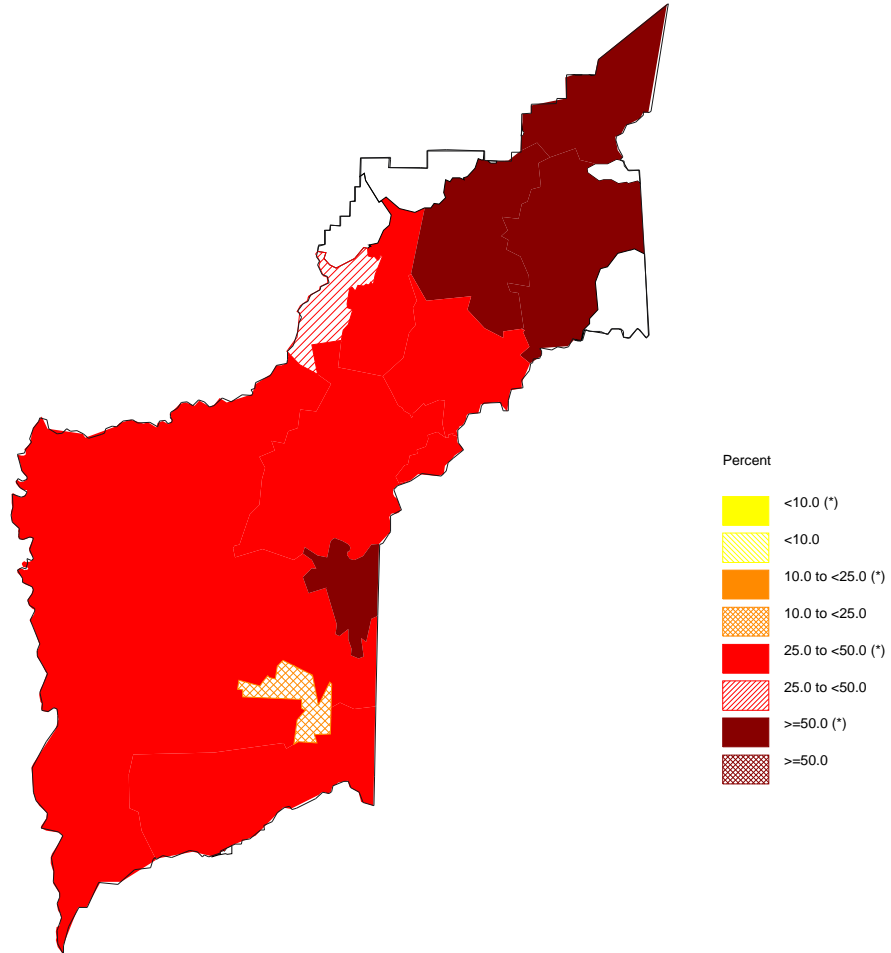 Percent
<10.0 (*)
<10.0
10.0 to <25.0 (*)
10.0 to <25.0
25.0 to <50.0 (*)
25.0 to <50.0
>=50.0 (*)
>=50.0